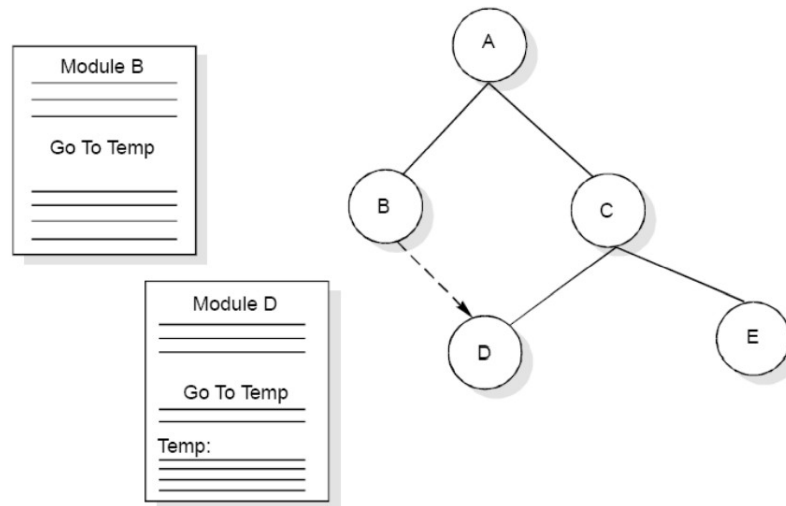 Module B
Go To Temp
Module D
Go To Temp
Temp:
A
B
C
D
E